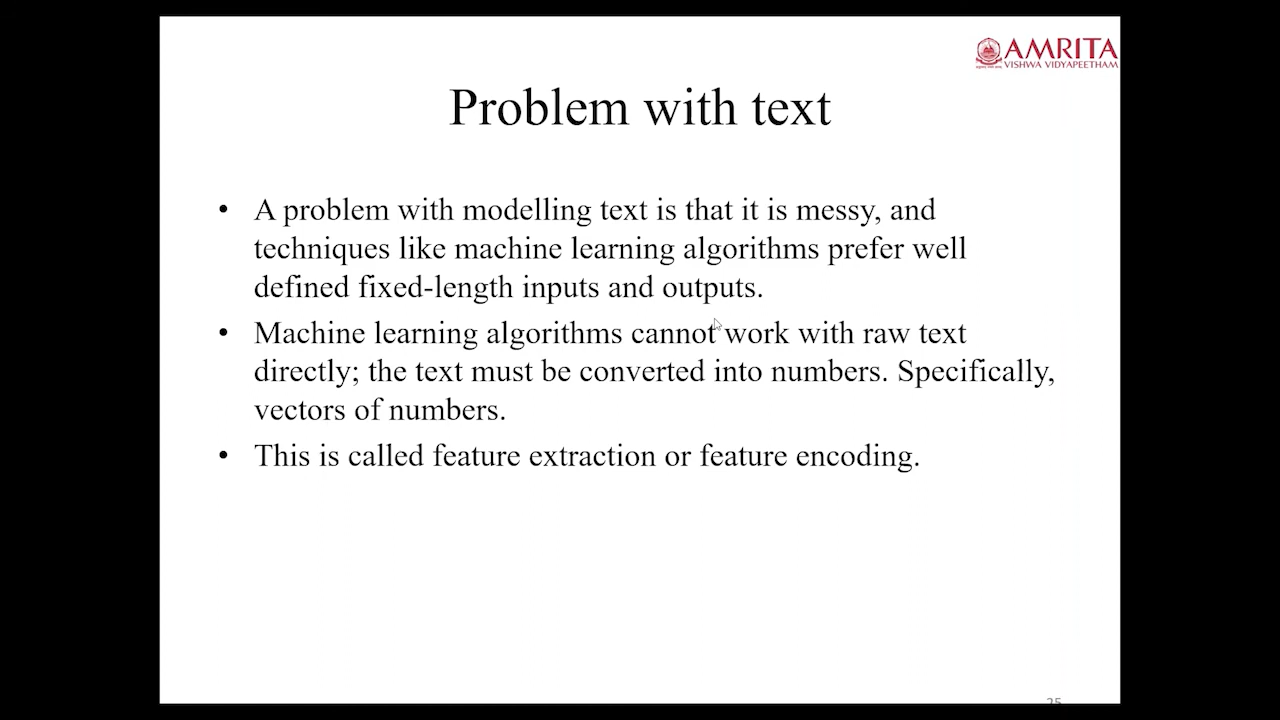 AMRITA
VISHWA VIDYAPEETHAM
Problem with text
• A problem with modelling text is that it is messy, and
techniques like machine learning algorithms prefer well
defined fixed-length inputs and outputs.
• Machine learning algorithms cannot work with raw text
directly; the text must be converted into numbers. Specifically,
vectors of numbers.
• This is called feature extraction or feature encoding.
25